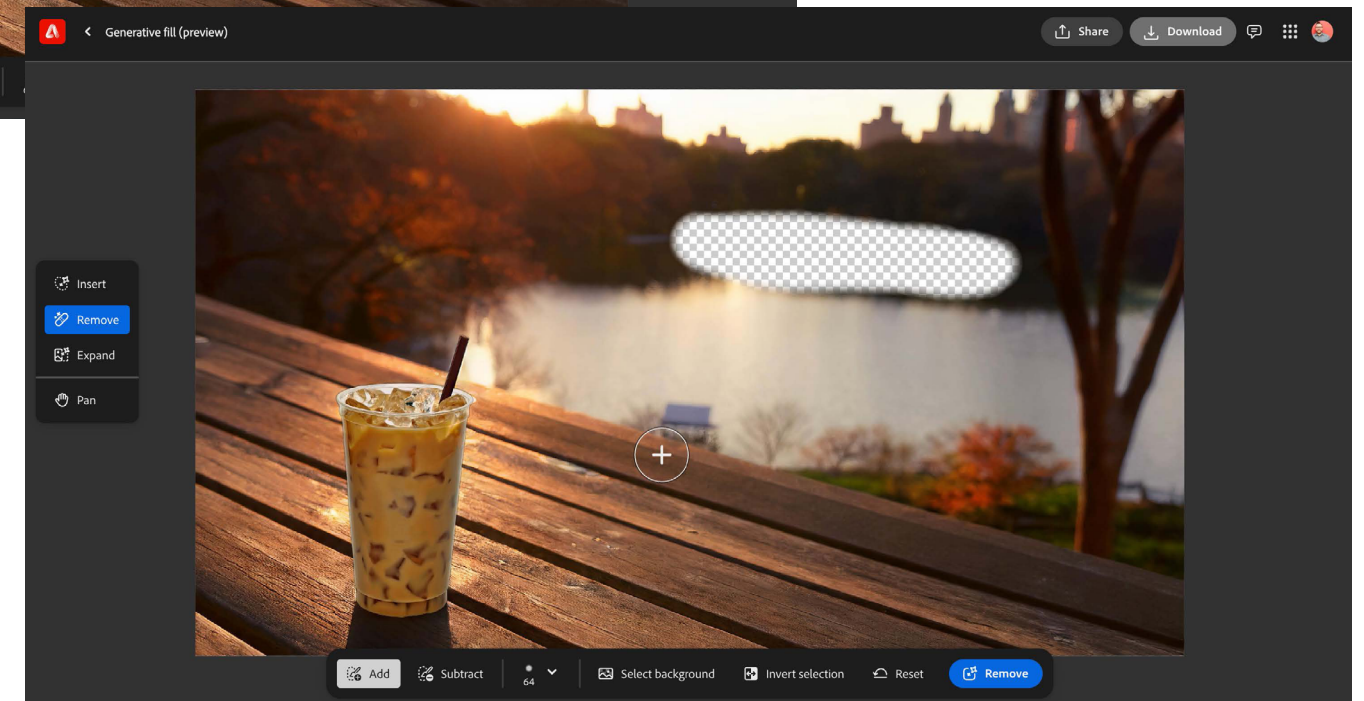 Generative fill (preview)
Share
Download
Insert
Remove
Expand
Pan
Add
Subtract
64
Select background
Invert selection
Reset
Remove